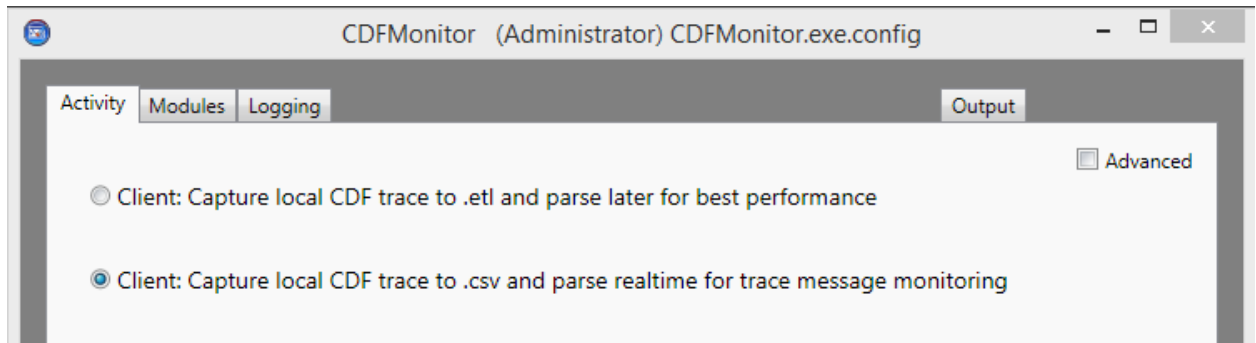 CDFMonitor (Administrator) CDFMonitor.exe.config
Activity Modules Logging Output
Advanced
Client: Capture local CDF trace to .etl and parse later for best performance
Client: Capture local CDF trace to .csv and parse realtime for trace message monitoring